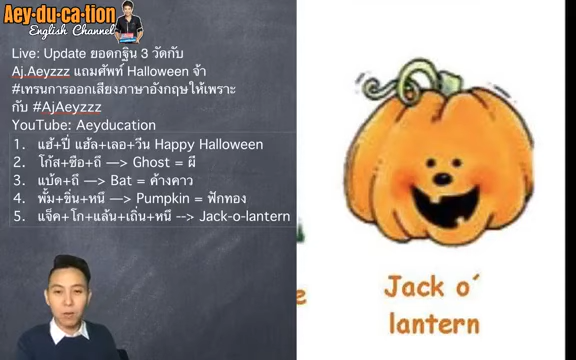 Aey-du-ca-tion
English Channel
Live: Update ยอดกฐิน 3 วัดกับ
Aj.Aeyzzz แถมศัพท์ Halloween จ้า
#เทรนการออกเสียงภาษาอังกฤษให้เพราะ
กับ #AjAeyzzz
YouTube: Aeyducation
1. แฮ้+ปี่ แฮ้ล+เลอ+วีน Happy Halloween
2. โก้ส+ซือ+ถึ —> Ghost = ผี
3. แบ้ด+ถึ —> Bat = ค้างคาว
4. พั้ม+ขิ่น+หนึ —> Pumpkin = ฟักทอง
5. แจ็ค+โก+แล้น+เถิ่น+หนึ --> Jack-o-lantern
e
Jack o´
lantern